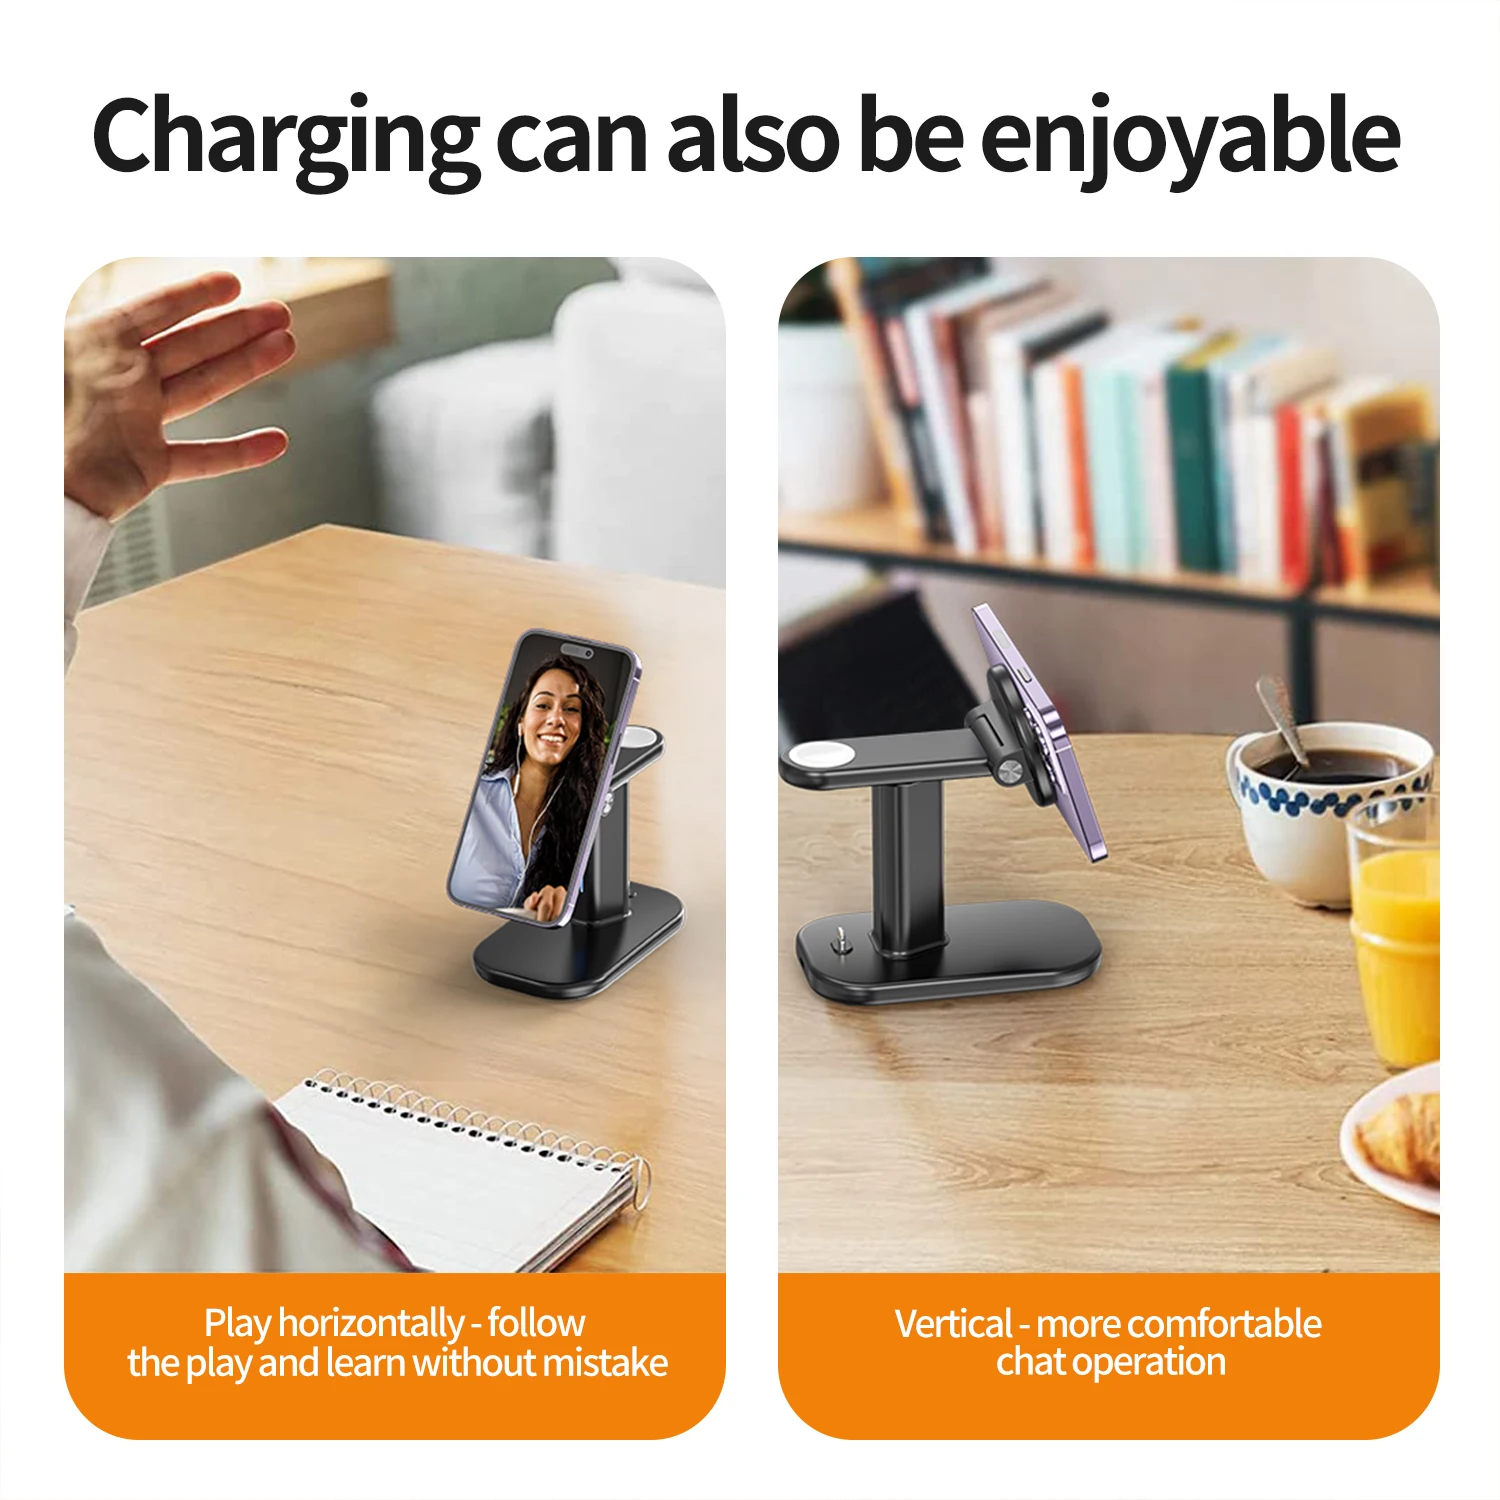 Charging can also be enjoyable
Play horizontally - follow
the play and learn without mistake
Vertical - more comfortable
chat operation